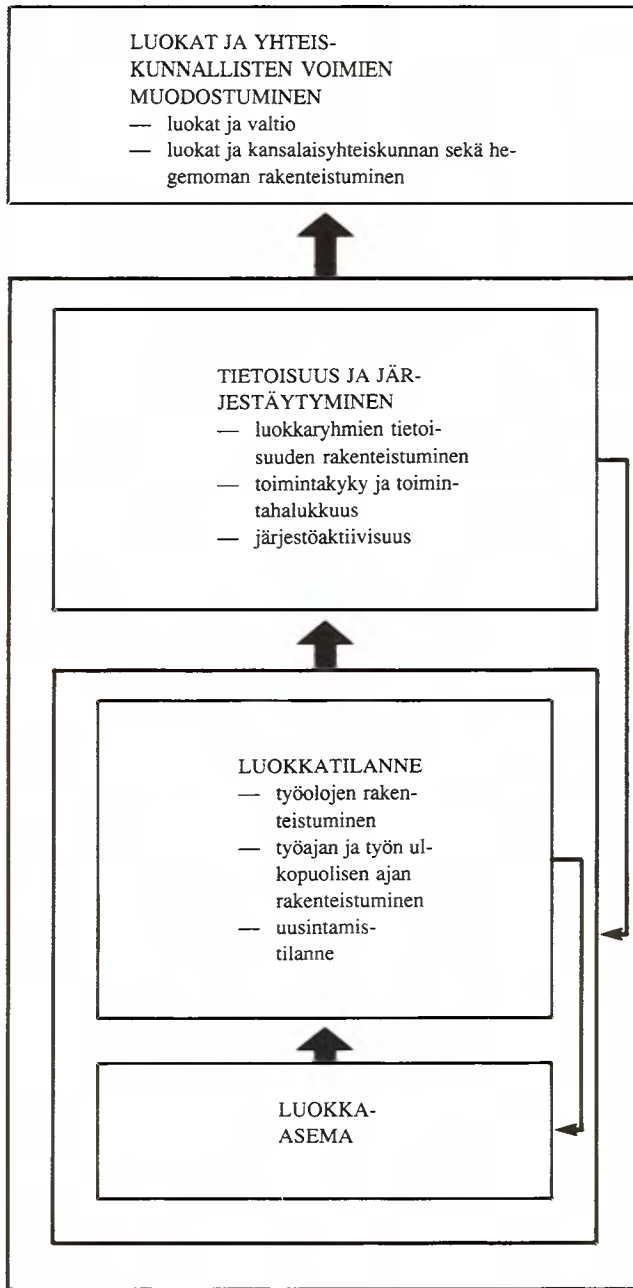 LUOKAT JA YHTEIS-
KUNNALLISTEN VOIMIEN
MUODOSTUMINEN
— luokat ja valtio
— luokat ja kansalaisyhteiskunnan sekä he-
gemoman rakenteistuminen
TIETOISUUS JA JÄR-
JESTÄYTYMINEN
— luokkaryhmien tietoi-
suuden rakenteistuminen
— toimintakyky ja toimin-
tahalukkuus
— järjestöaktiivisuus
LUOKKATILANNE
— työolojen raken-
teistuminen
— työajan ja työn ul-
kopuolisen ajan
rakenteistuminen
— uusintamis-
tilanne
LUOKKA-
ASEMA